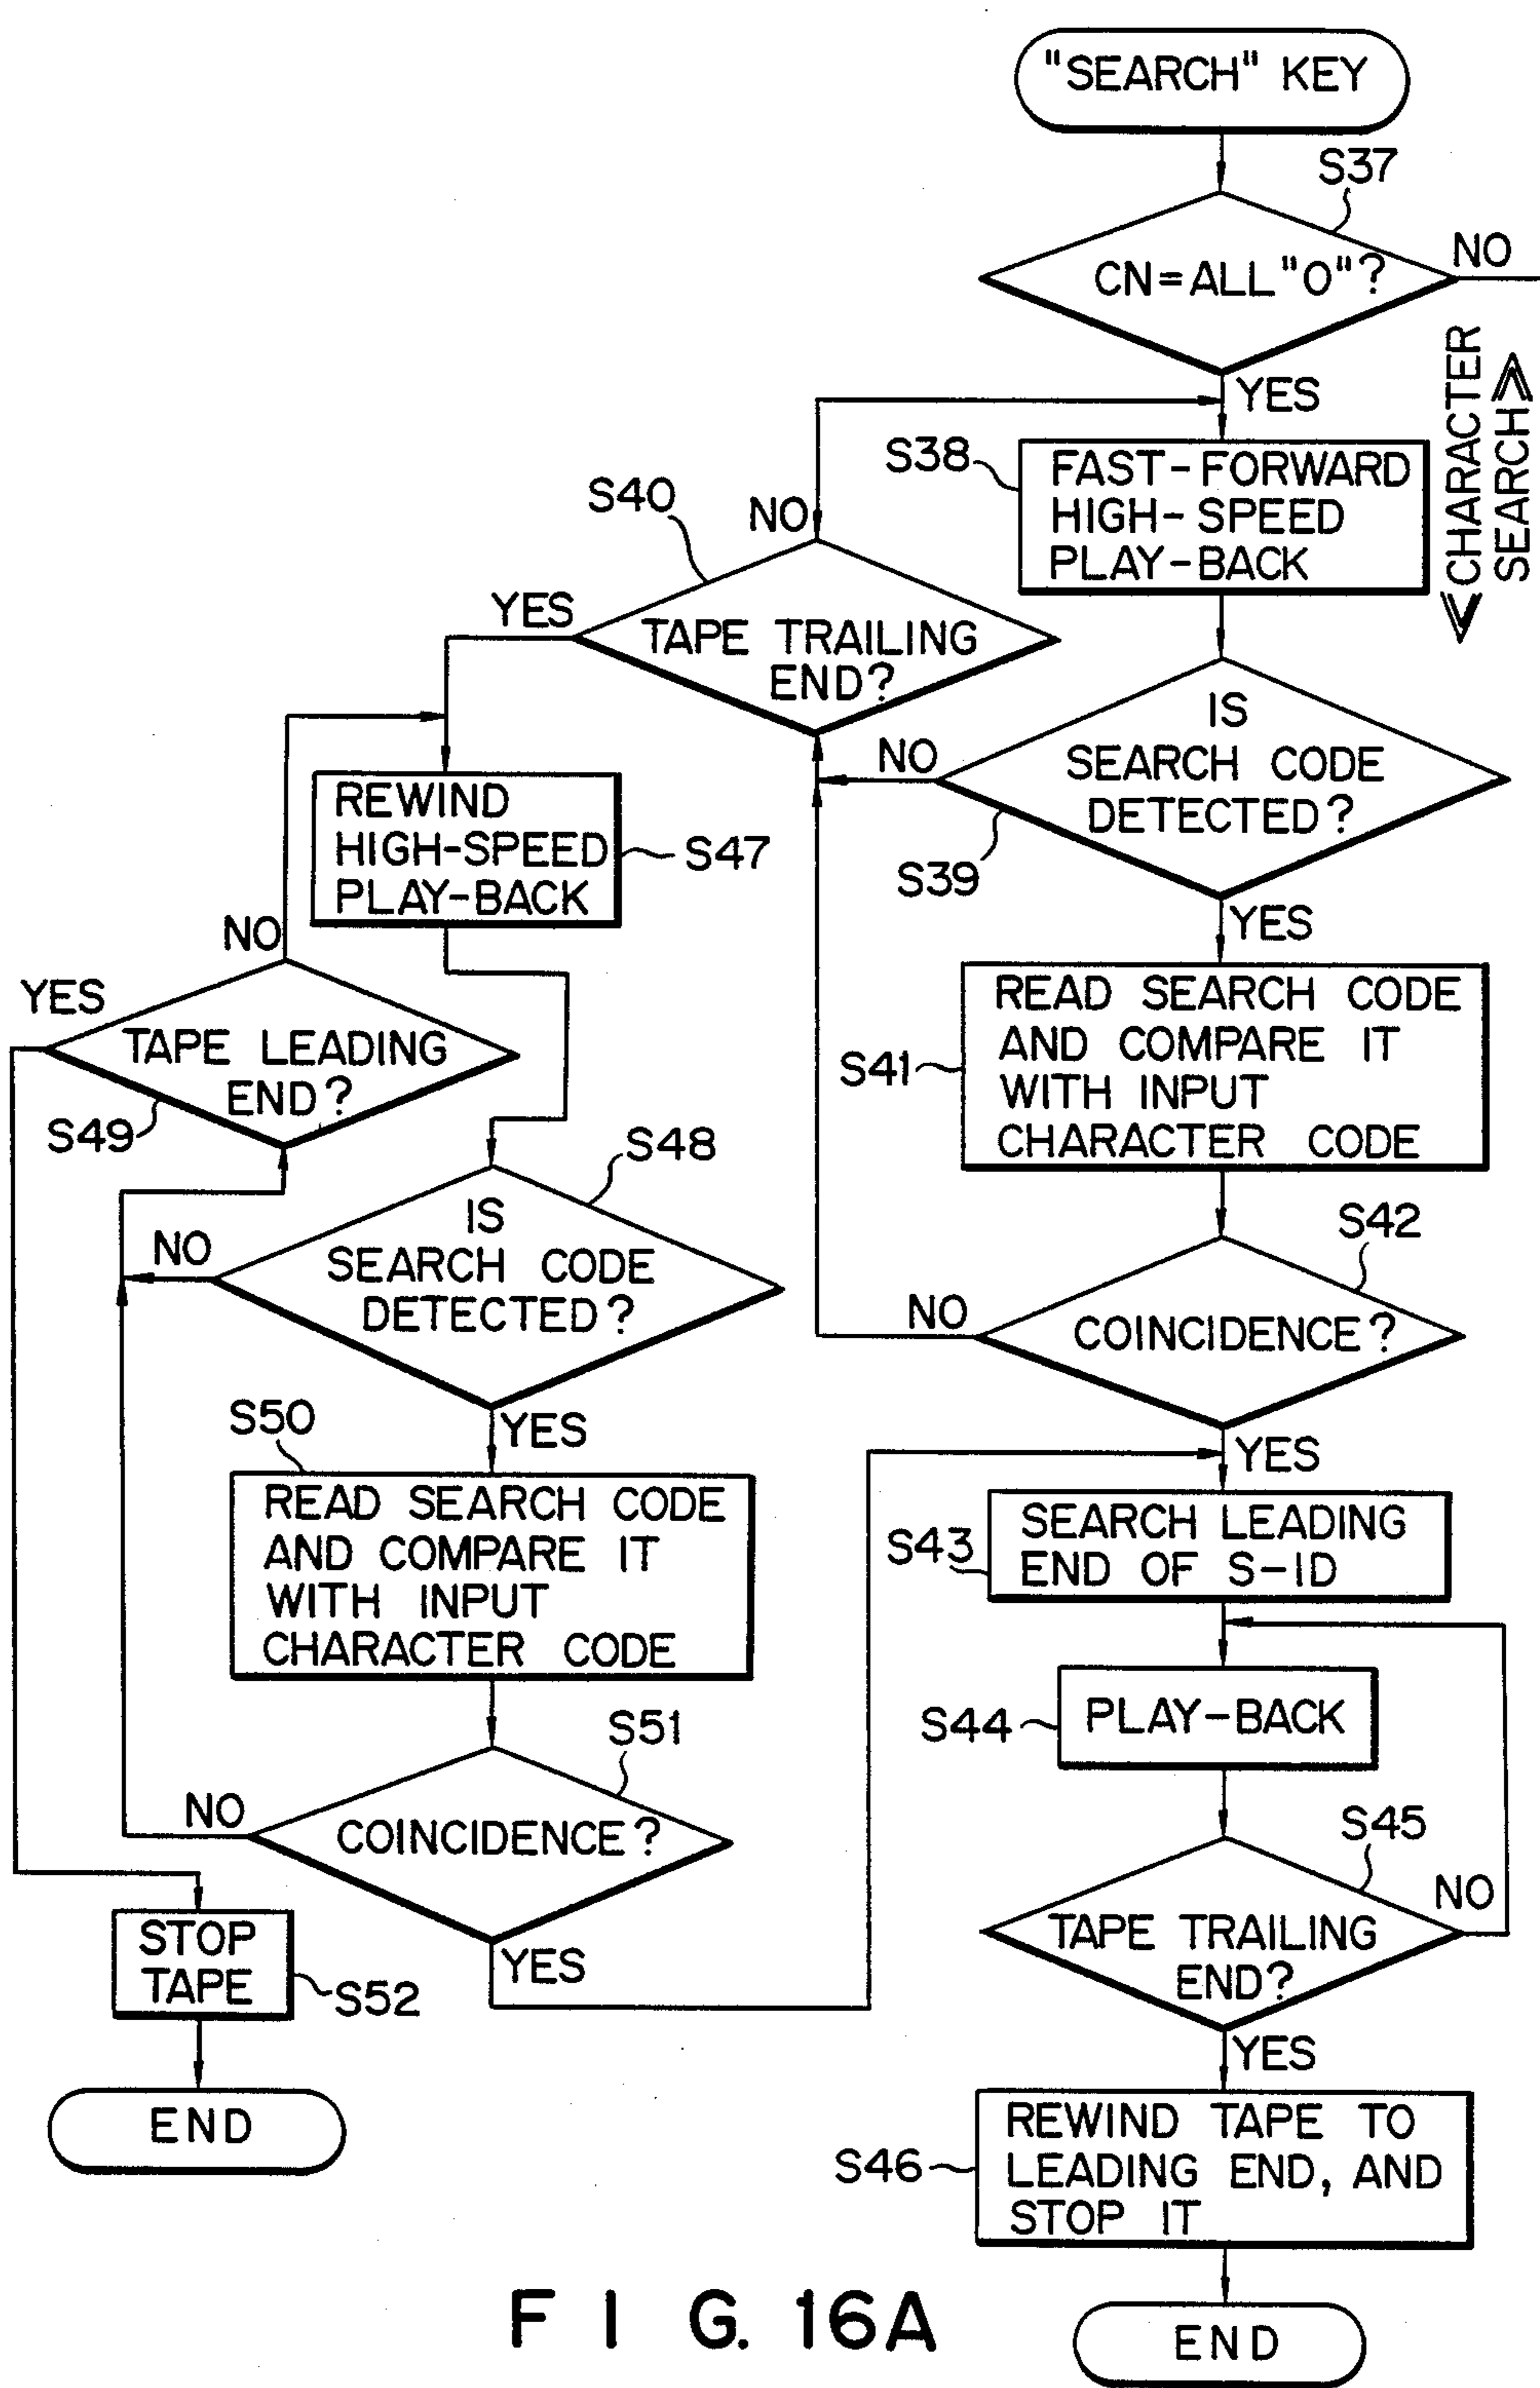 "SEARCH" KEY
S37
CN=ALL "0"?
NO
YES
<<CHARACTER
SEARCH>>
S38
FAST-FORWARD
HIGH-SPEED
PLAY-BACK
S40
NO
YES
TAPE TRAILING
END?
IS
SEARCH CODE
DETECTED?
NO
S39
YES
REWIND
HIGH-SPEED
PLAY-BACK
S47
NO
YES
TAPE LEADING
END?
S49
S41
READ SEARCH CODE
AND COMPARE IT
WITH INPUT
CHARACTER CODE
S48
IS
SEARCH CODE
DETECTED?
NO
YES
S42
COINCIDENCE?
NO
YES
S50
READ SEARCH CODE
AND COMPARE IT
WITH INPUT
CHARACTER CODE
S43
SEARCH LEADING
END OF S-ID
S44
PLAY-BACK
S51
COINCIDENCE?
NO
YES
S45
TAPE TRAILING
END?
NO
YES
STOP
TAPE
S52
END
S46
REWIND TAPE TO
LEADING END, AND
STOP IT
END
FIG. 16A